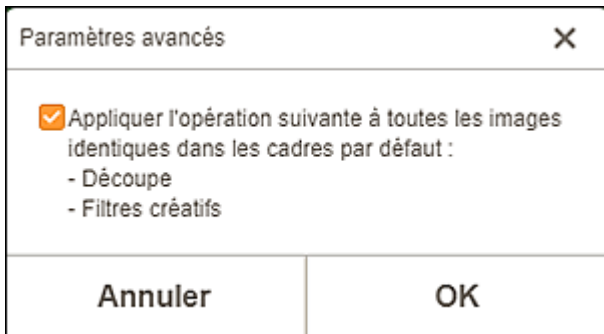 Paramètres avancés
Appliquer l'opération suivante à toutes les images
identiques dans les cadres par défaut :
- Découpe
- Filtres créatifs
Annuler
OK